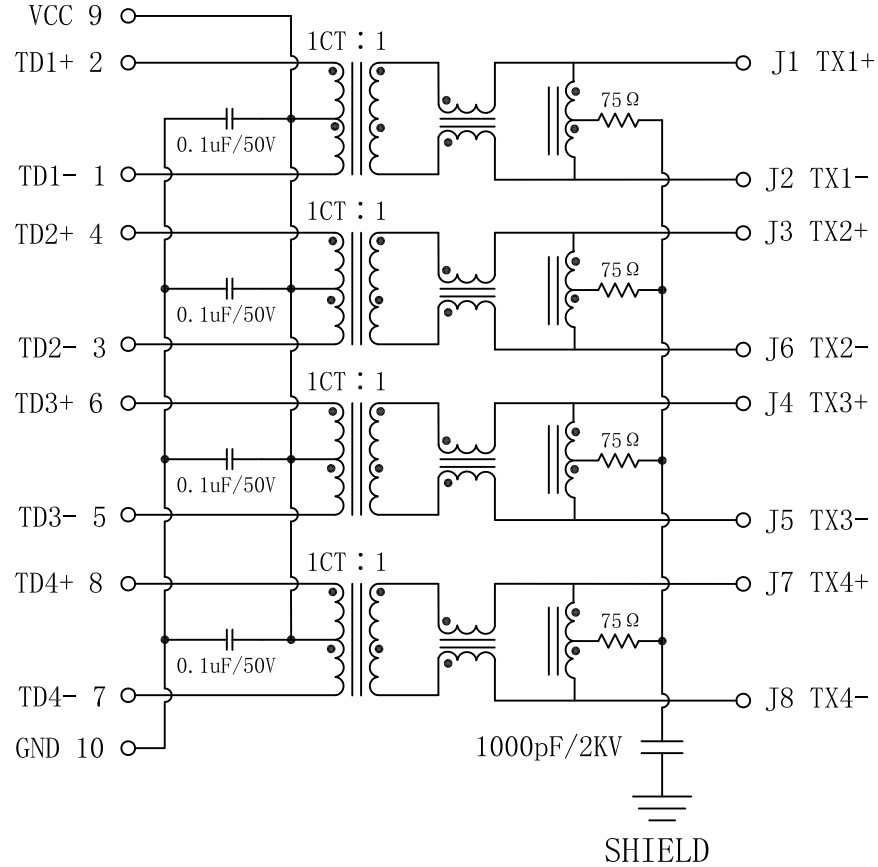 VCC 9
1CT：1
TD1+ 2
J1 TX1+
75Ω
0.1uF/50V
TD1- 1
J2 TX1-
1CT：1
TD2+ 4
J3 TX2+
75Ω
0.1uF/50V
TD2- 3
J6 TX2-
1CT：1
TD3+ 6
J4 TX3+
75Ω
0.1uF/50V
TD3- 5
J5 TX3-
1CT：1
TD4+ 8
J7 TX4+
75Ω
0.1uF/50V
TD4- 7
J8 TX4-
GND 10
1000pF/2KV
SHIELD